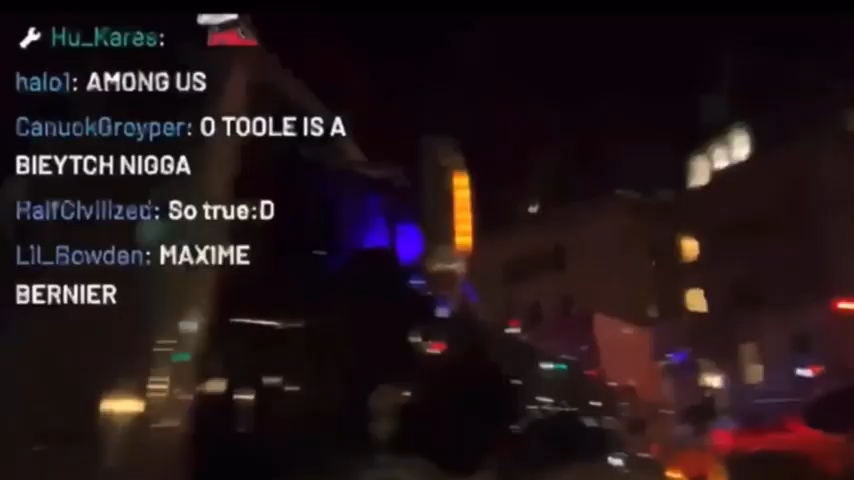 Hu_Kares:
halo1: AMONG US
CanuckGroyper: O TOOLE IS A
BIEYTCH NIGGA
HalfCivilized: So true:D
Lil_Bowden: MAXIME
BERNIER